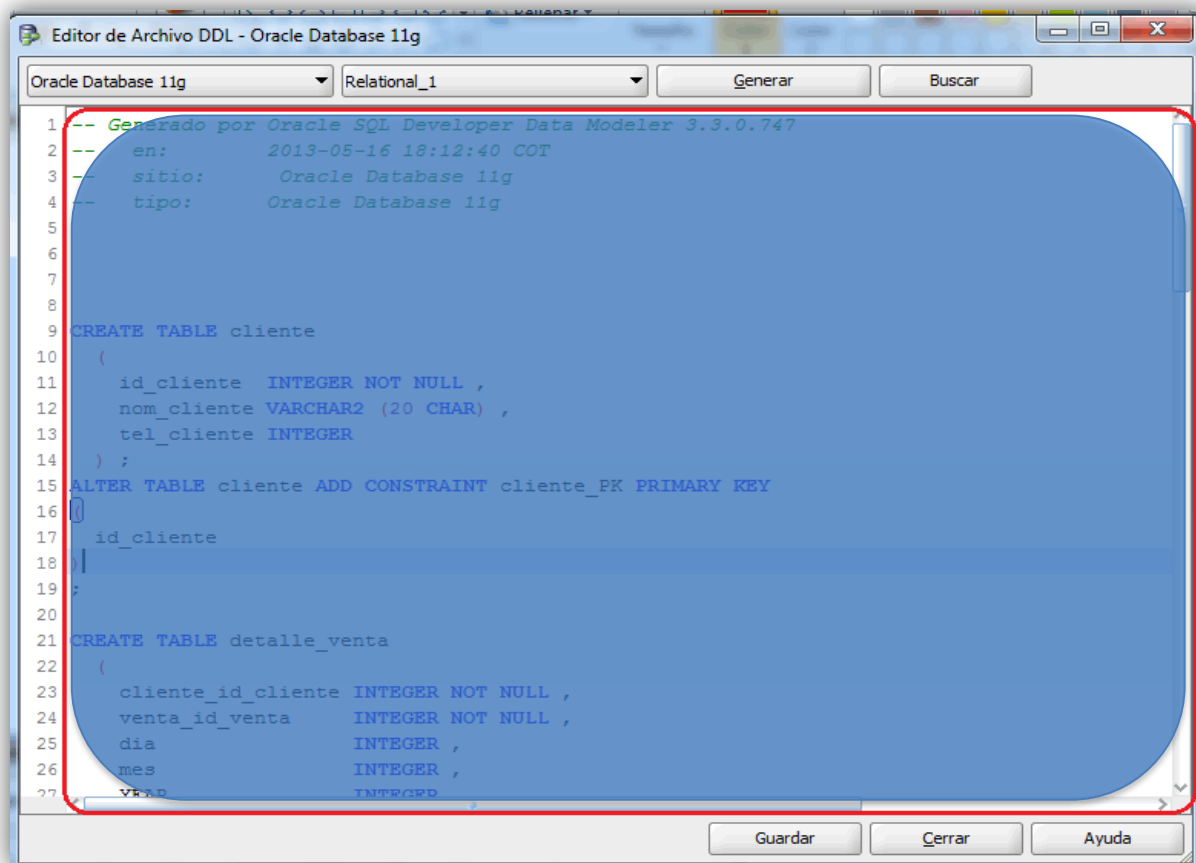 Editor de Archivo DDL - Oracle Database 11g
Oracle Database 11g Relational_1 Generar Buscar
1 -- Generado por Oracle SQL Developer Data Modeler 3.3.0.747
2 -- en: 2013-05-16 18:12:40 COT
3 -- sitio: Oracle Database 11g
4 -- tipo: Oracle Database 11g
5
6
7
8
9 CREATE TABLE cliente
10 (
11 id_cliente INTEGER NOT NULL ,
12 nom_cliente VARCHAR2 (20 CHAR) ,
13 tel_cliente INTEGER
14 ) ;
15 ALTER TABLE cliente ADD CONSTRAINT cliente_PK PRIMARY KEY
16 (
17 id_cliente
18 )
19 ;
20
21 CREATE TABLE detalle_venta
22 (
23 cliente_id_cliente INTEGER NOT NULL ,
24 venta_id_venta INTEGER NOT NULL ,
25 dia INTEGER ,
26 mes INTEGER ,
27 YEAR INTEGER
Guardar Cerrar Ayuda